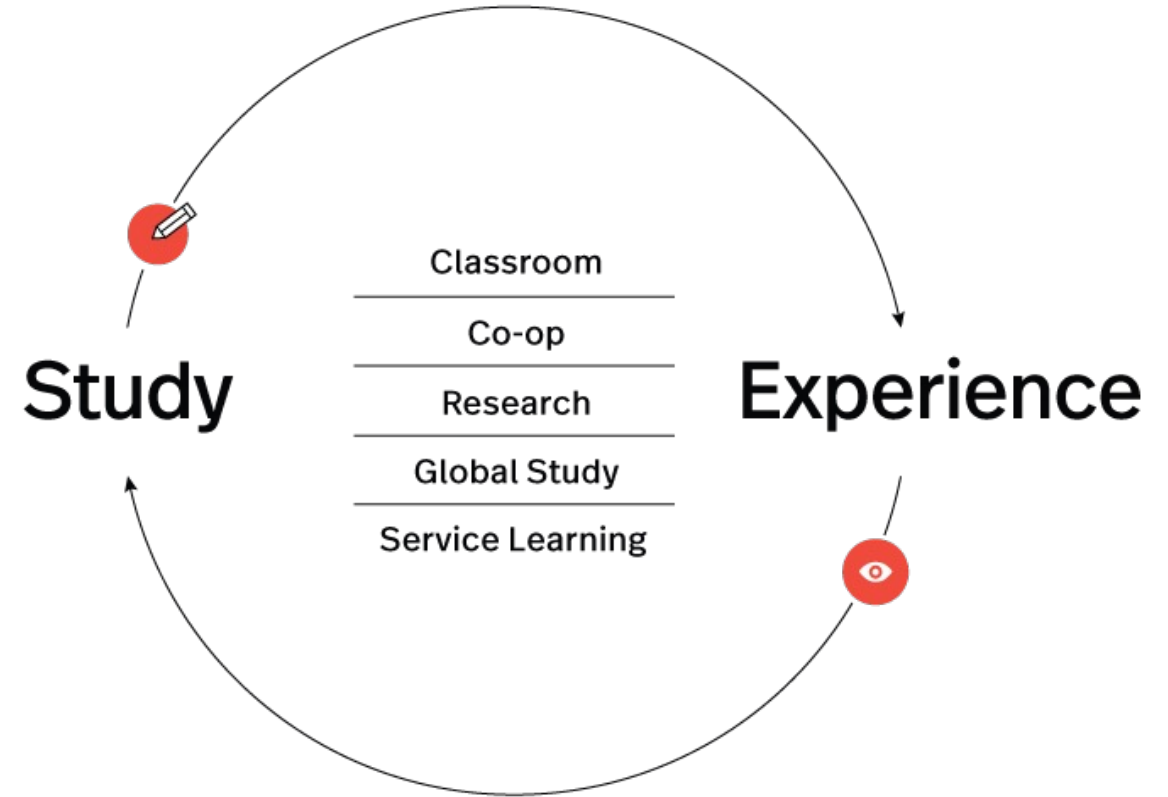 Classroom
Co-op
Research
Global Study
Service Learning
Study
Experience